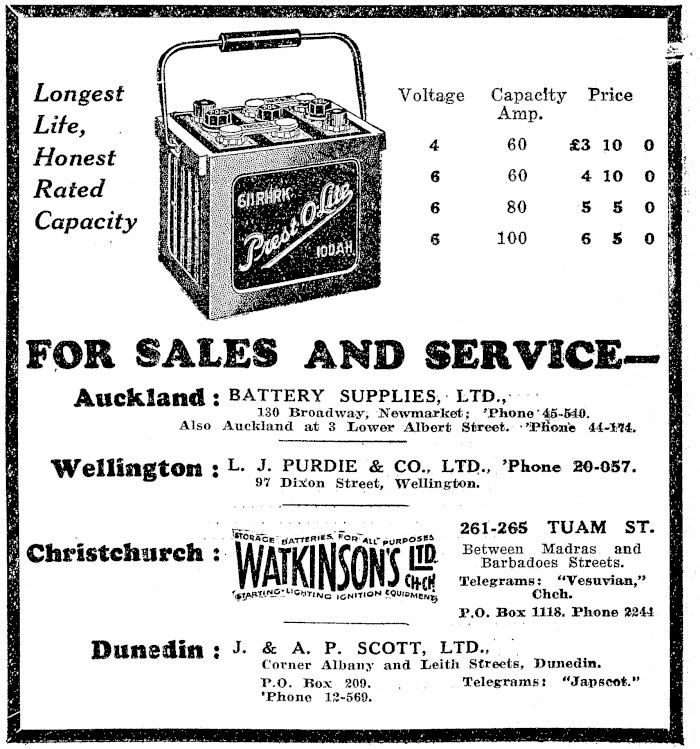 Longest
Life,
Honest
Rated
Capacity
611RHRK
Prest-O-Lite
100AH.
Voltage Capacity Price
Amp.
4 60 £3 10 0
6 60 4 10 0
6 80 5 5 0
6 100 6 5 0
FOR SALES AND SERVICE—
Auckland: BATTERY SUPPLIES, LTD.,
130 Broadway, Newmarket; 'Phone 45-540.
Also Auckland at 3 Lower Albert Street. 'Phone 44-174.
Wellington: L. J. PURDIE & CO., LTD., 'Phone 20-057.
97 Dixon Street, Wellington.
Christchurch:
STORAGE BATTERIES, FOR ALL PURPOSES
WATKINSON'S LTD. CH-CH.
STARTING-LIGHTING IGNITION EQUIPMENTS
261-265 TUAM ST.
Between Madras and
Barbadoes Streets.
Telegrams: "Vesuvian,"
Chch.
P.O. Box 1118. Phone 2244
Dunedin: J. & A. P. SCOTT, LTD.,
Corner Albany and Leith Streets, Dunedin.
P.O. Box 209. Telegrams: "Japscot."
'Phone 12-569.